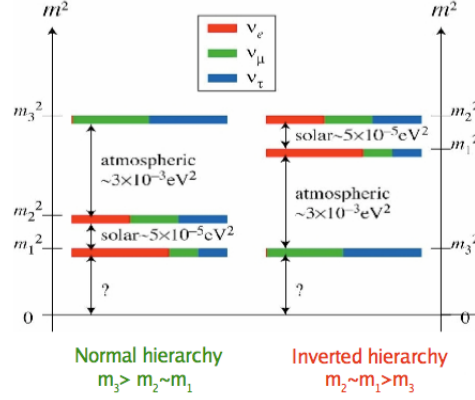 m²
m²
νe
νμ
ντ
m₃²
atmospheric
~3×10⁻³eV²
m₂²
solar~5×10⁻⁵eV²
m₁²
?
0
m₂²
solar~5×10⁻⁵eV²
m₁²
atmospheric
~3×10⁻³eV²
m₃²
?
0
Normal hierarchy
m₃> m₂~m₁
Inverted hierarchy
m₂~m₁>m₃